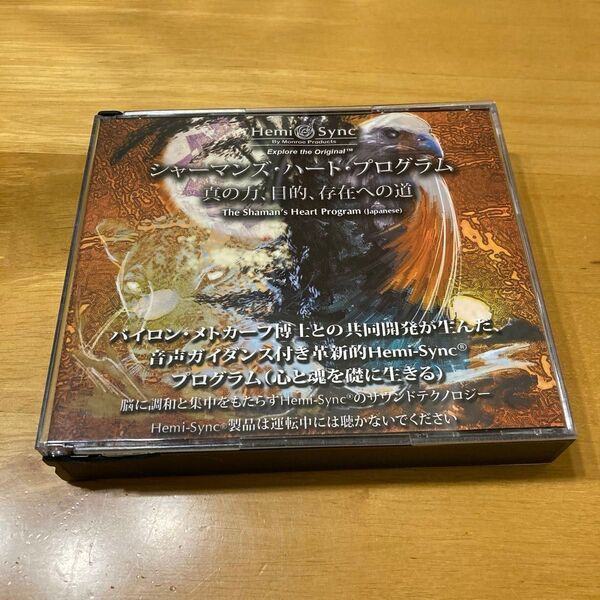 Hemi Sync
By Monroe Products
Explore the Original™
シャーマンズ・ハート・プログラム
真の力、目的、存在への道
The Shaman's Heart Program (Japanese)
バイロン・メトカーフ博士との共同開発が生んだ、
音声ガイダンス付き革新的Hemi-Sync®
プログラム(心と魂を礎に生きる)
脳に調和と集中をもたらすHemi-Sync®のサウンドテクノロジー
Hemi-Sync®製品は運転中には聴かないでください